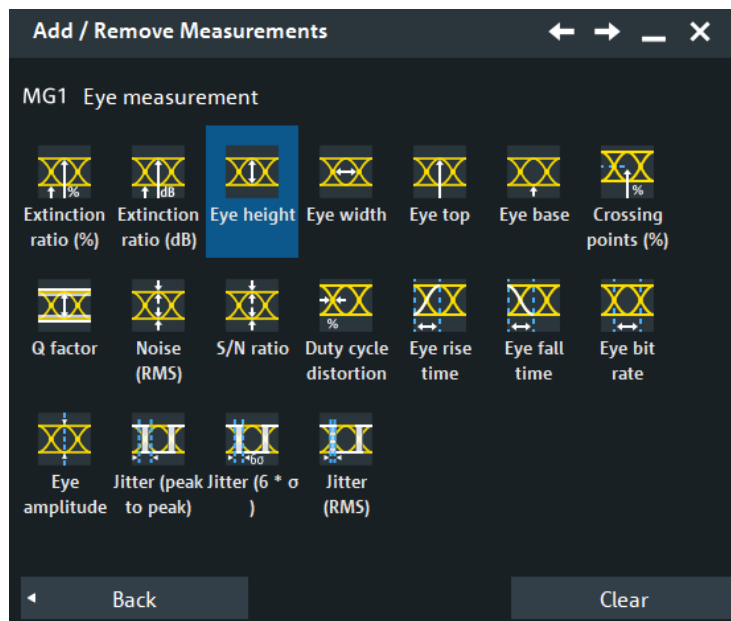 Add / Remove Measurements
MG1 Eye measurement
% dB %
Extinction Extinction Eye height Eye width Eye top Eye base Crossing
ratio (%) ratio (dB) points (%)
% 
Q factor Noise S/N ratio Duty cycle Eye rise Eye fall Eye bit
(RMS) distortion time time rate
6σ
Eye Jitter (peak Jitter (6 * σ Jitter
amplitude to peak) ) (RMS)
Back Clear